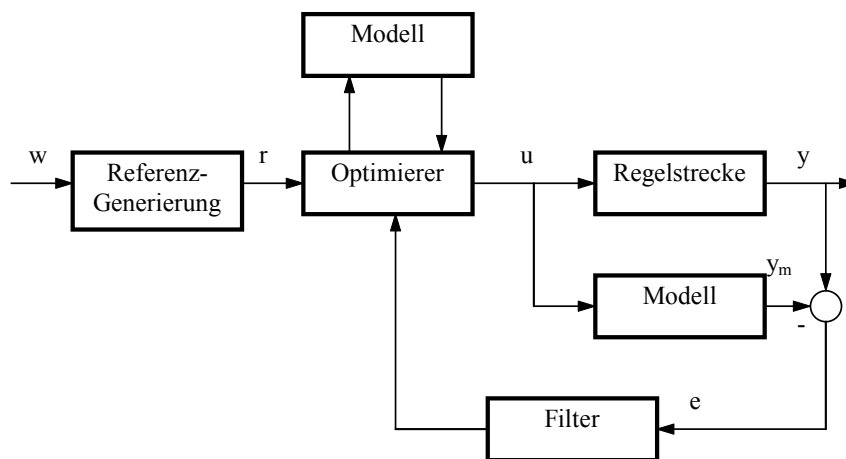 Modell
w
Referenz-
Generierung
r
Optimierer
u
Regelstrecke
y
Modell
yₘ
-
Filter
e